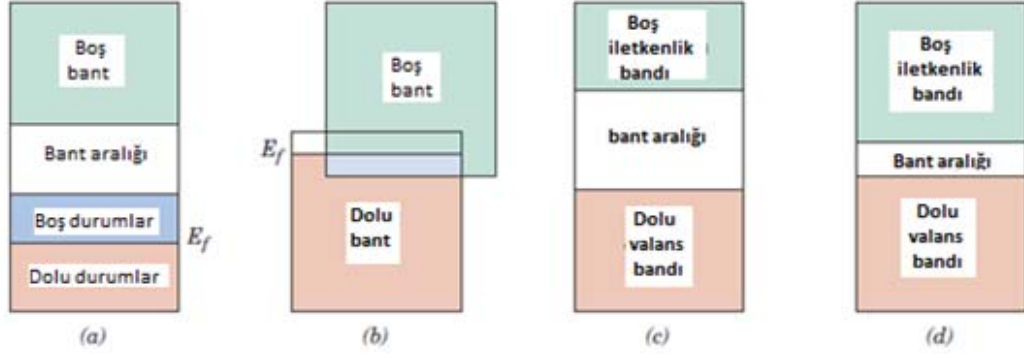 Boş
bant
Bant aralığı
Boş durumlar
E_f
Dolu durumlar
(a)
Boş
bant
E_f
Dolu
bant
(b)
Boş
iletkenlik
bandı
bant aralığı
Dolu
valans
bandı
(c)
Boş
iletkenlik
bandı
Bant aralığı
Dolu
valans
bandı
(d)